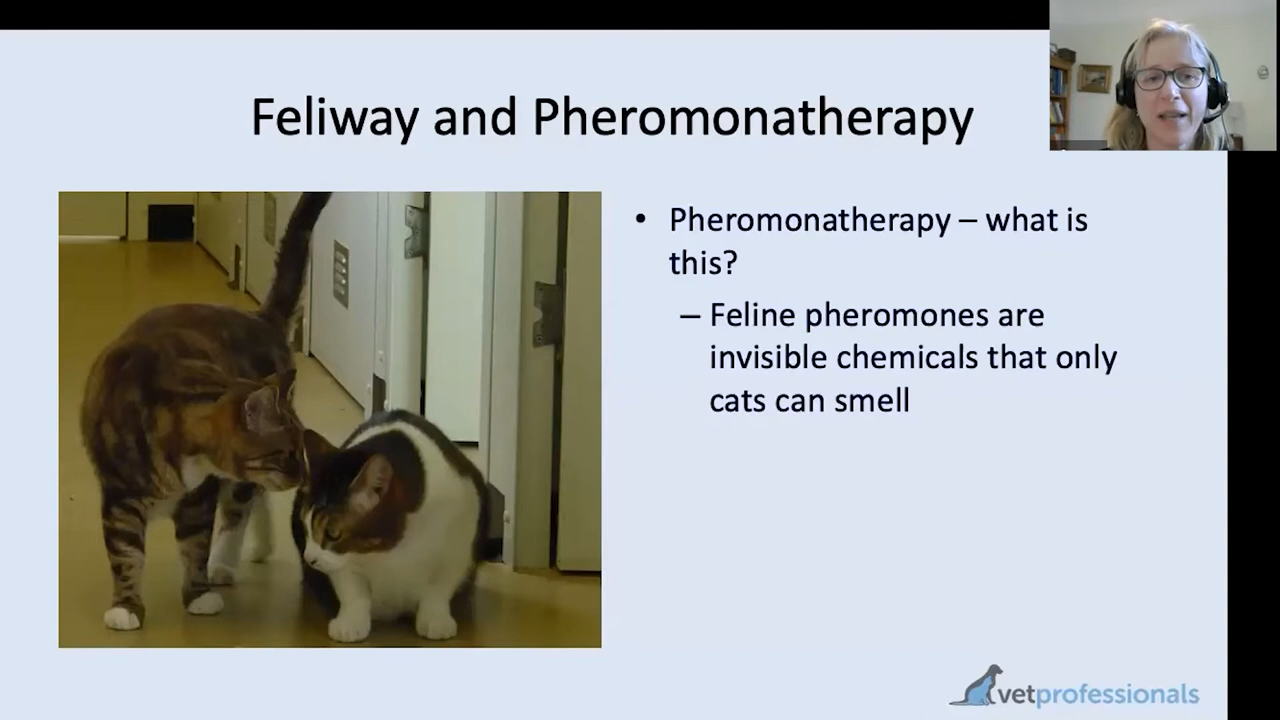 Feliway and Pheromonatherapy
• Pheromonatherapy – what is
this?
– Feline pheromones are
invisible chemicals that only
cats can smell
vetprofessionals